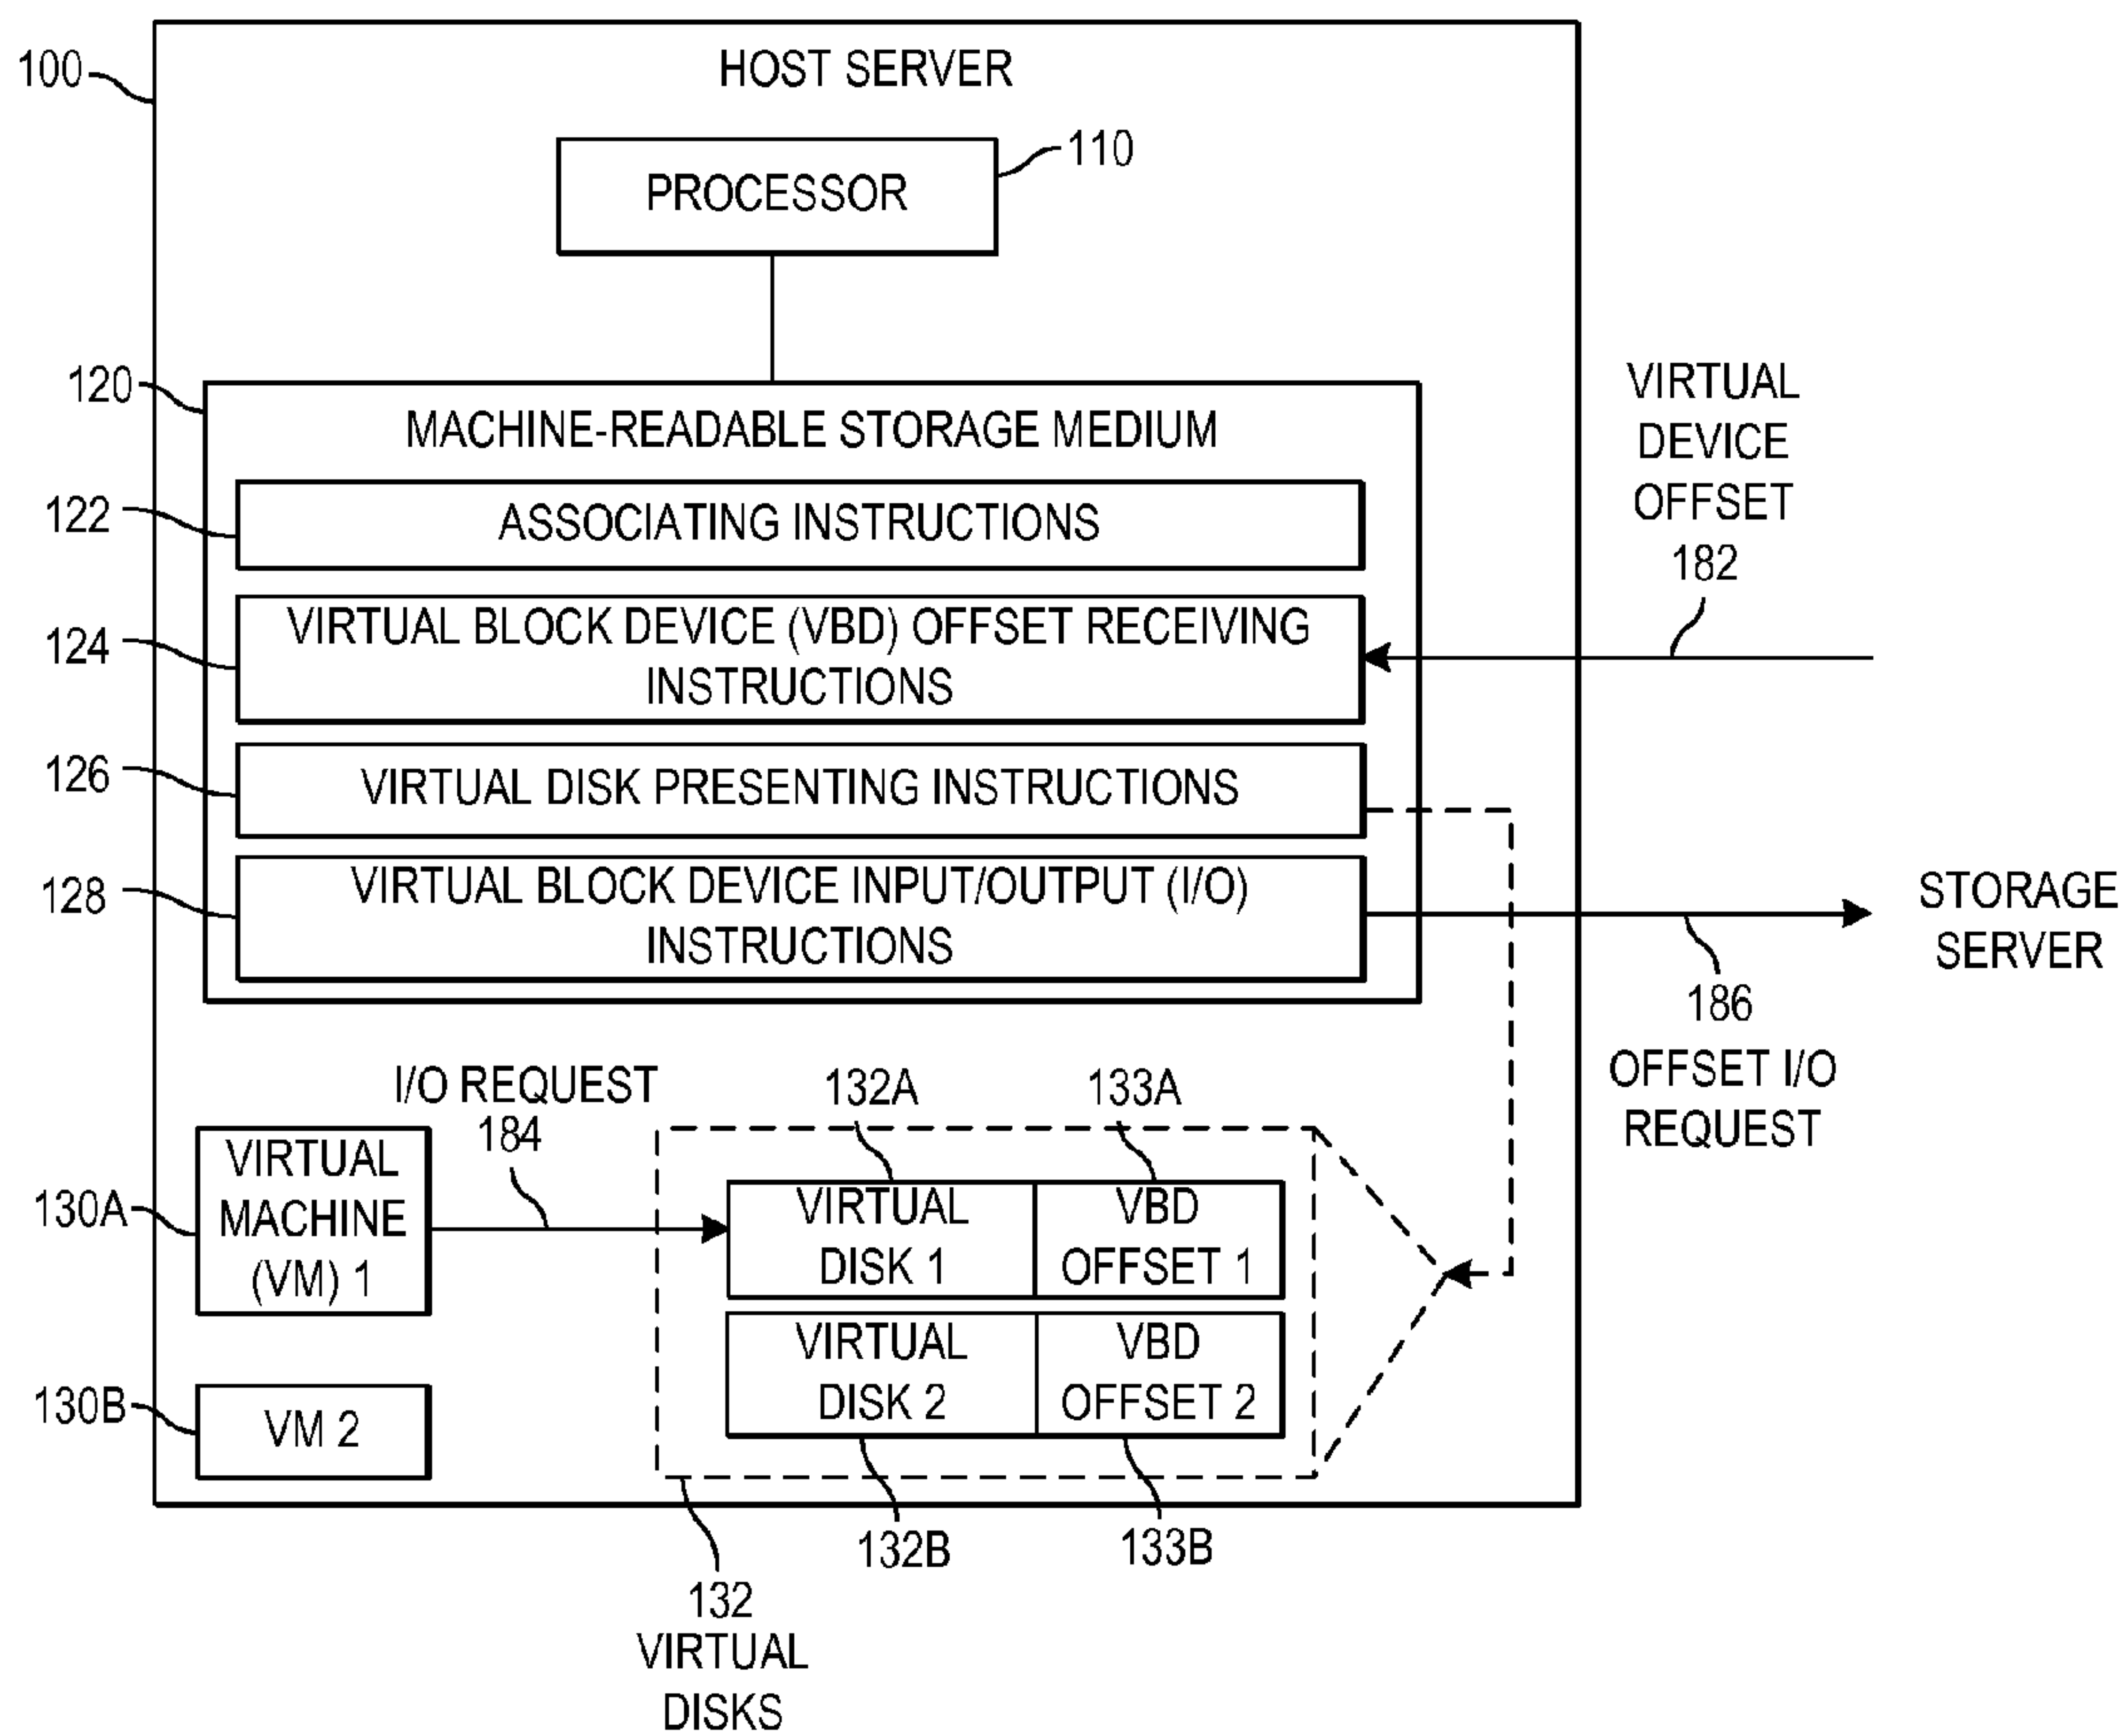 100
HOST SERVER
110
PROCESSOR
120
MACHINE-READABLE STORAGE MEDIUM
122
ASSOCIATING INSTRUCTIONS
124
VIRTUAL BLOCK DEVICE (VBD) OFFSET RECEIVING
INSTRUCTIONS
VIRTUAL
DEVICE
OFFSET
182
126
VIRTUAL DISK PRESENTING INSTRUCTIONS
128
VIRTUAL BLOCK DEVICE INPUT/OUTPUT (I/O)
INSTRUCTIONS
STORAGE
SERVER
186
OFFSET I/O
REQUEST
I/O REQUEST
184
132A
133A
130A
VIRTUAL
MACHINE
(VM) 1
VIRTUAL
DISK 1
VBD
OFFSET 1
VIRTUAL
DISK 2
VBD
OFFSET 2
130B
VM 2
132B
133B
132
VIRTUAL
DISKS